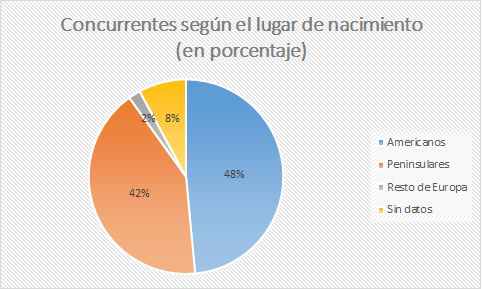 Concurrentes según el lugar de nacimiento
(en porcentaje)
2%
8%
48%
42%
Americanos
Peninsulares
Resto de Europa
Sin datos